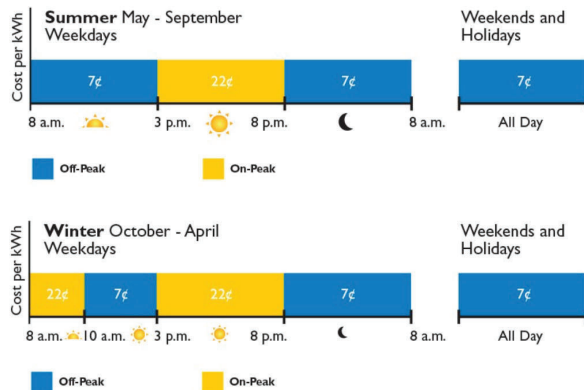 Summer May - September
Weekdays
Weekends and
Holidays
Cost per kWh
7¢ 22¢ 7¢ 7¢
8 a.m. 3 p.m. 8 p.m. 8 a.m. All Day
Off-Peak On-Peak
Winter October - April
Weekdays
Weekends and
Holidays
Cost per kWh
22¢ 7¢ 22¢ 7¢ 7¢
8 a.m. 10 a.m. 3 p.m. 8 p.m. 8 a.m. All Day
Off-Peak On-Peak